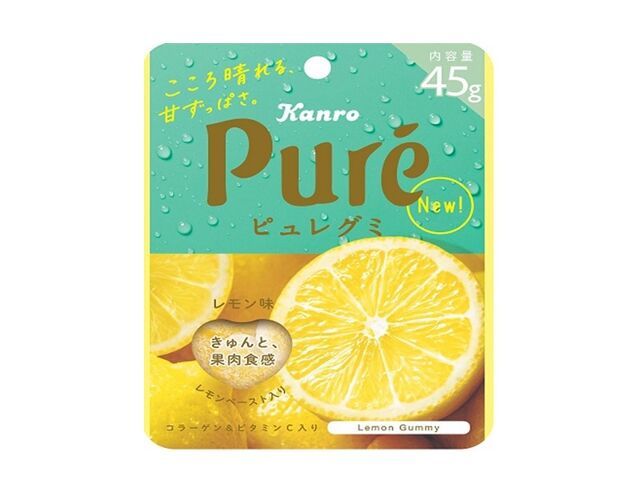 こころ晴れる、
甘ずっぱさ。
内容量
45g
Kanro
Puré
New!
ピュレグミ
レモン味
きゅんと、
果肉食感
レモンペースト入り
コラーゲン&ビタミンC入り
Lemon Gummy